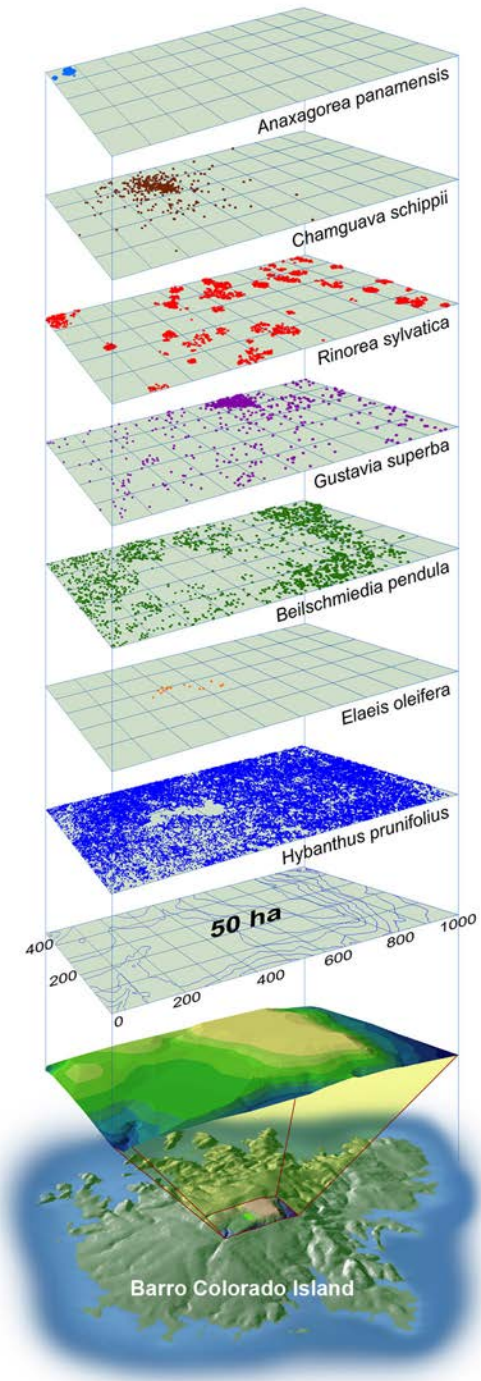 Anaxagorea panamensis
Chamguava schippii
Rinorea sylvatica
Gustavia superba
Beilschmiedia pendula
Elaeis oleifera
Hybanthus prunifolius
50 ha
400
200
0
200
400
600
800
1000
Barro Colorado Island